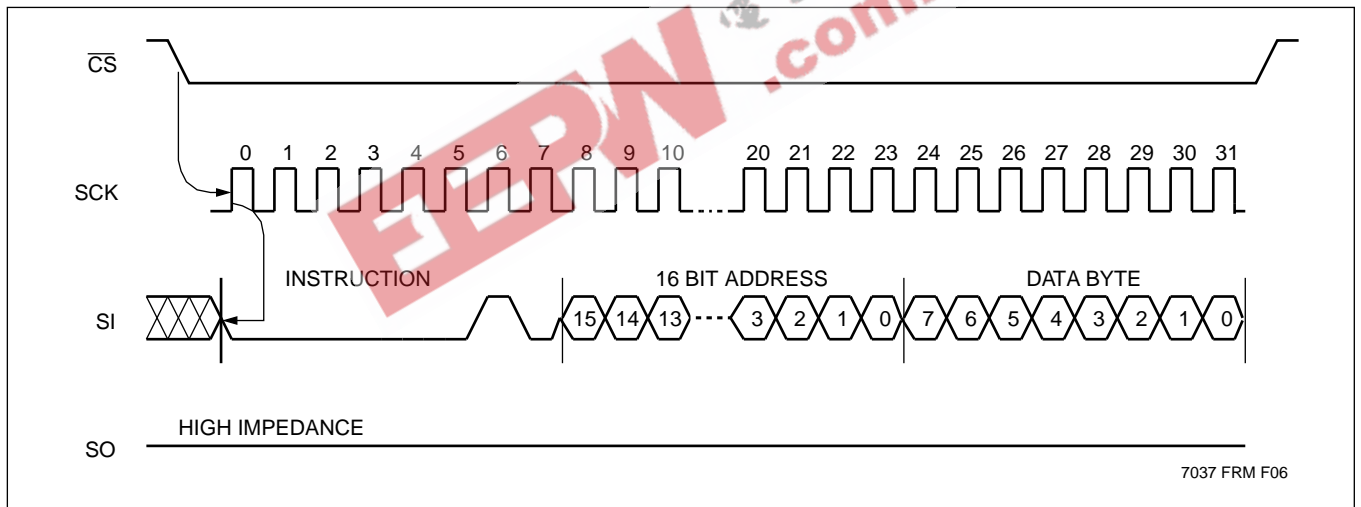 EEPW
.com
CS
0 1 2 3 4 5 6 7 8 9 10 20 21 22 23 24 25 26 27 28 29 30 31
SCK
INSTRUCTION 16 BIT ADDRESS DATA BYTE
SI 15 14 13 3 2 1 0 7 6 5 4 3 2 1 0
HIGH IMPEDANCE
SO
7037 FRM F06